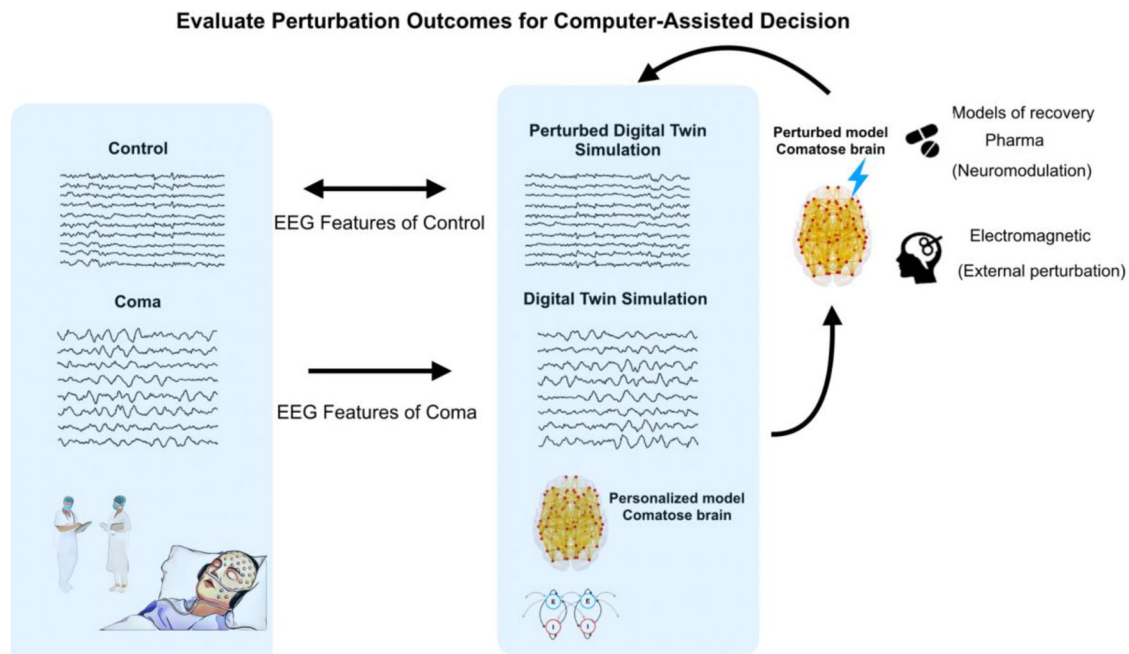 Evaluate Perturbation Outcomes for Computer-Assisted Decision
Control
EEG Features of Control
Coma
EEG Features of Coma
Perturbed Digital Twin
Simulation
Digital Twin Simulation
Personalized model
Comatose brain
E
E
I
I
Perturbed model
Comatose brain
Models of recovery
Pharma
(Neuromodulation)
Electromagnetic
(External perturbation)